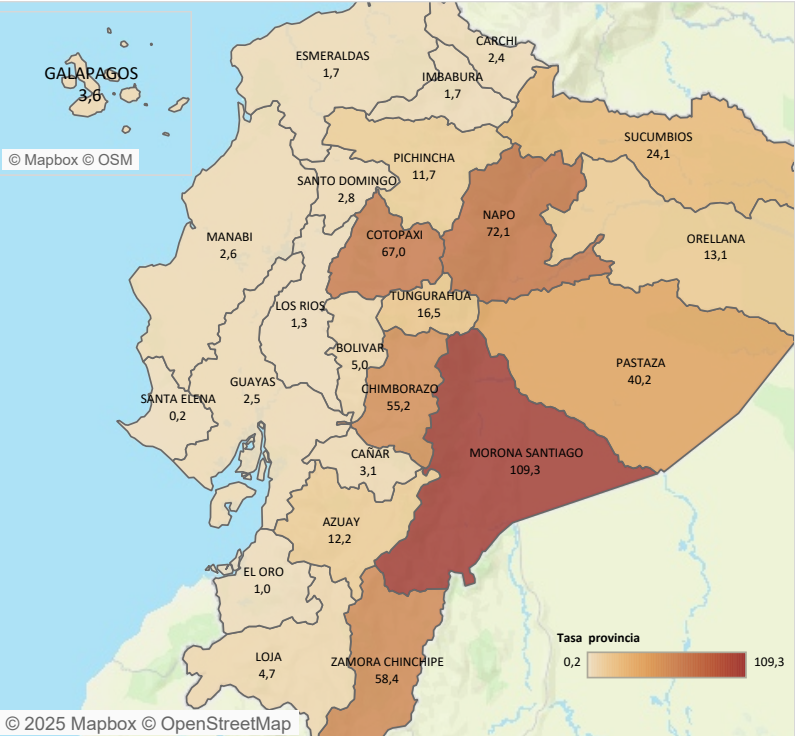 CARCHI
2,4
ESMERALDAS
1,7
GALAPAGOS
3,6
IMBABURA
1,7
© Mapbox © OSM
SUCUMBIOS
24,1
PICHINCHA
11,7
SANTO DOMINGO
2,8
NAPO
72,1
COTOPAXI
67,0
MANABI
2,6
ORELLANA
13,1
TUNGURAHUA
16,5
LOS RIOS
1,3
BOLIVAR
5,0
PASTAZA
40,2
GUAYAS
2,5
CHIMBORAZO
55,2
SANTA ELENA
0,2
CAÑAR
3,1
MORONA SANTIAGO
109,3
AZUAY
12,2
EL ORO
1,0
Tasa provincia
0,2
109,3
LOJA
4,7
ZAMORA CHINCHIPE
58,4
© 2025 Mapbox © OpenStreetMap